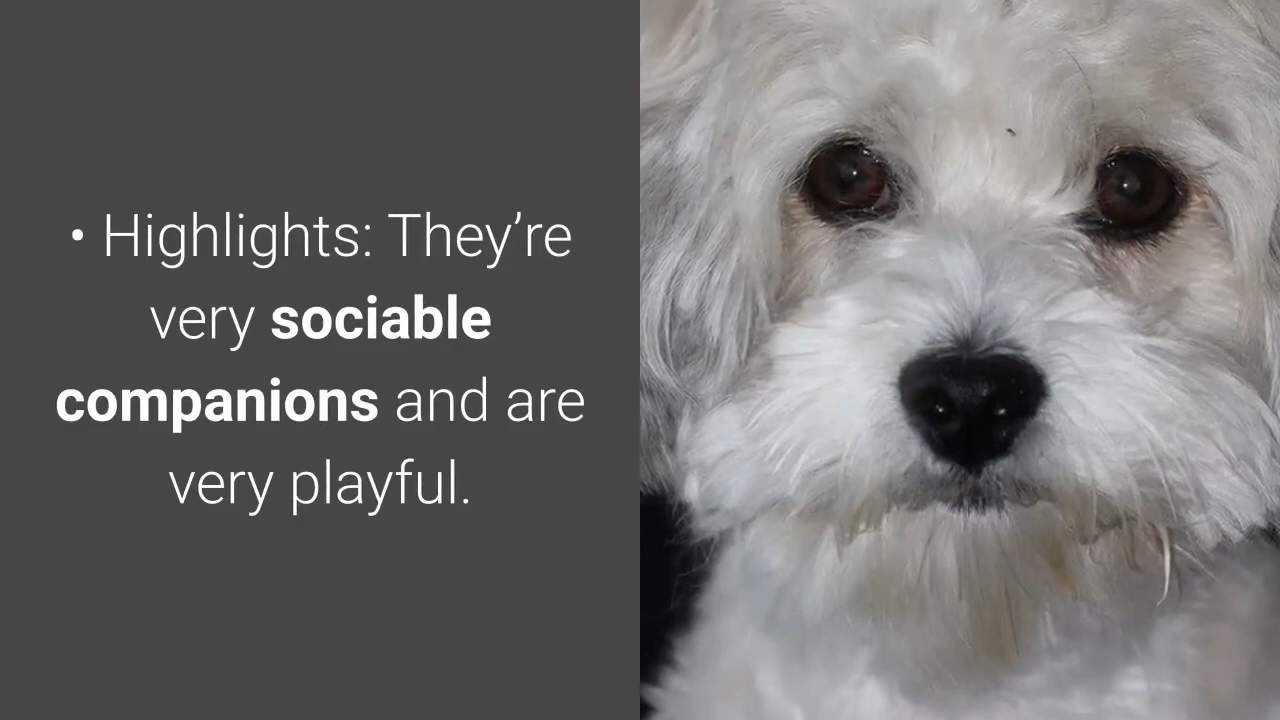 • Highlights: They’re
very sociable
companions and are
very playful.